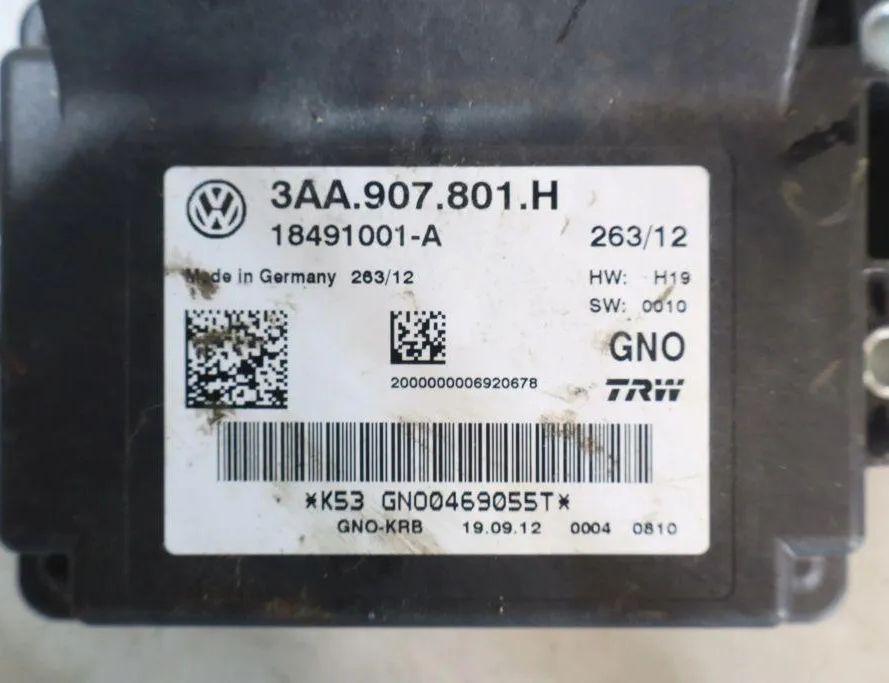 3AA.907.801.H
18491001-A 263/12
Made in Germany 263/12 HW: H19
SW: 0010
GNO
TRW
2000000006920678
*K53 GNO0469055T*
GNO-KRB 19.09.12 0004 0810